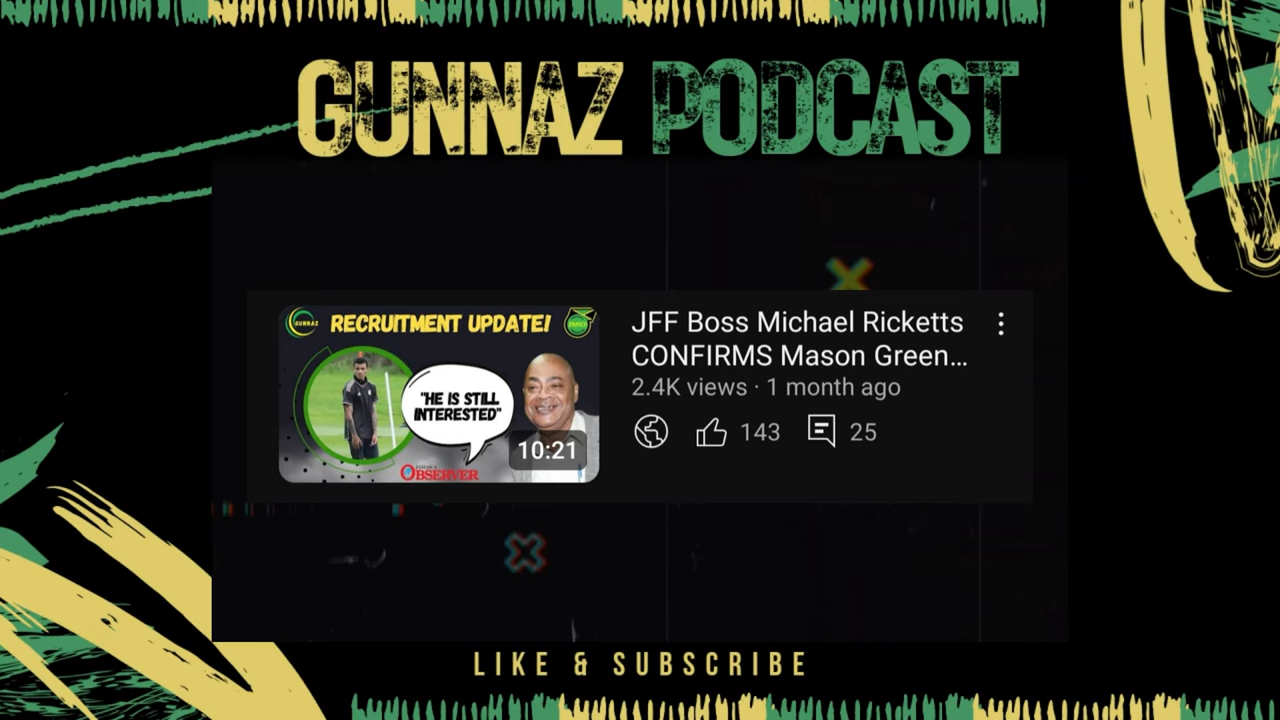 GUNNAZ PODCAST
GUNNAZ
RECRUITMENT UPDATE!
"HE IS STILL
INTERESTED"
10:21
JAMAICA
OBSERVER
JFF Boss Michael Ricketts
CONFIRMS Mason Green...
2.4K views · 1 month ago
143
25
LIKE & SUBSCRIBE